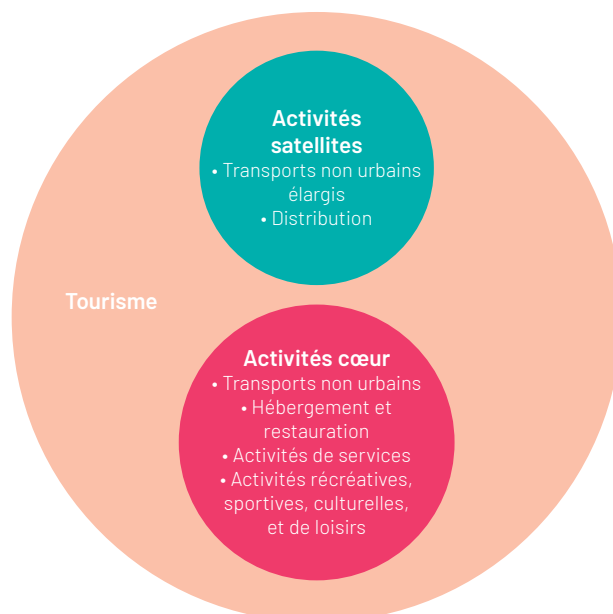 Activités
satellites
• Transports non urbains
élargis
• Distribution
Tourisme
Activités cœur
• Transports non urbains
• Hébergement et
restauration
• Activités de services
• Activités récréatives,
sportives, culturelles,
et de loisirs